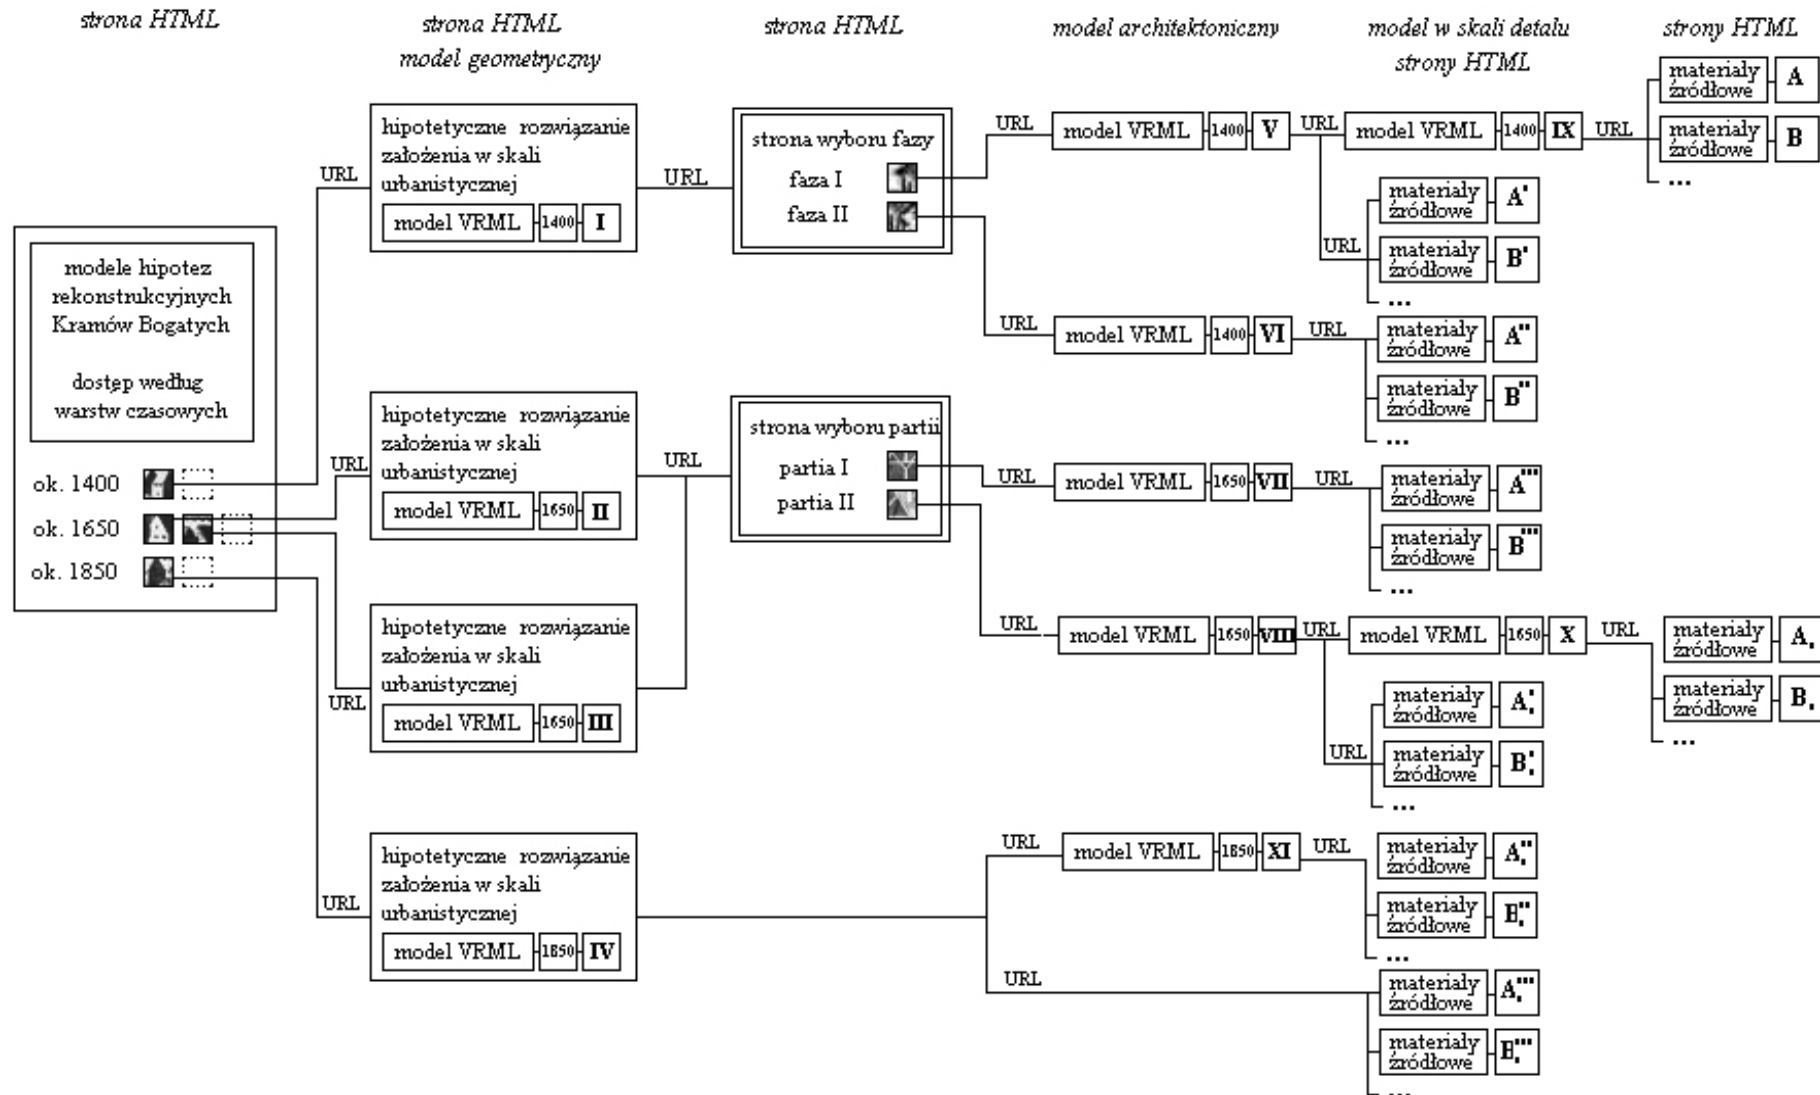 strona HTML
strona HTML
model geometryczny
strona HTML
model architektoniczny
model w skali detalu
strony HTML
strony HTML
modele hipotez
rekonstrukcyjnych
Kramów Bogatych
dostęp według
warstw czasowych
ok. 1400
ok. 1650
ok. 1850
URL
URL
URL
URL
hipotetyczne rozwiązanie
założenia w skali
urbanistycznej
model VRML 1400 I
hipotetyczne rozwiązanie
założenia w skali
urbanistycznej
model VRML 1650 II
hipotetyczne rozwiązanie
założenia w skali
urbanistycznej
model VRML 1650 III
hipotetyczne rozwiązanie
założenia w skali
urbanistycznej
model VRML 1850 IV
URL
URL
strona wyboru fazy
faza I
faza II
strona wyboru partii
partia I
partia II
URL
model VRML 1400 V
URL
model VRML 1400 IX
URL
materiały
źródłowe
A
materiały
źródłowe
B
...
URL
materiały
źródłowe
A'
materiały
źródłowe
B'
...
URL
model VRML 1400 VI
URL
materiały
źródłowe
A''
materiały
źródłowe
B''
...
URL
model VRML 1650 VII
URL
materiały
źródłowe
A'''
materiały
źródłowe
B'''
...
URL
model VRML 1650 VIII
URL
model VRML 1650 X
URL
materiały
źródłowe
A.
materiały
źródłowe
B.
...
URL
materiały
źródłowe
A.'
materiały
źródłowe
B.'
...
URL
model VRML 1850 XI
URL
materiały
źródłowe
A.''
materiały
źródłowe
B.''
...
URL
materiały
źródłowe
A.'''
materiały
źródłowe
B.'''
...